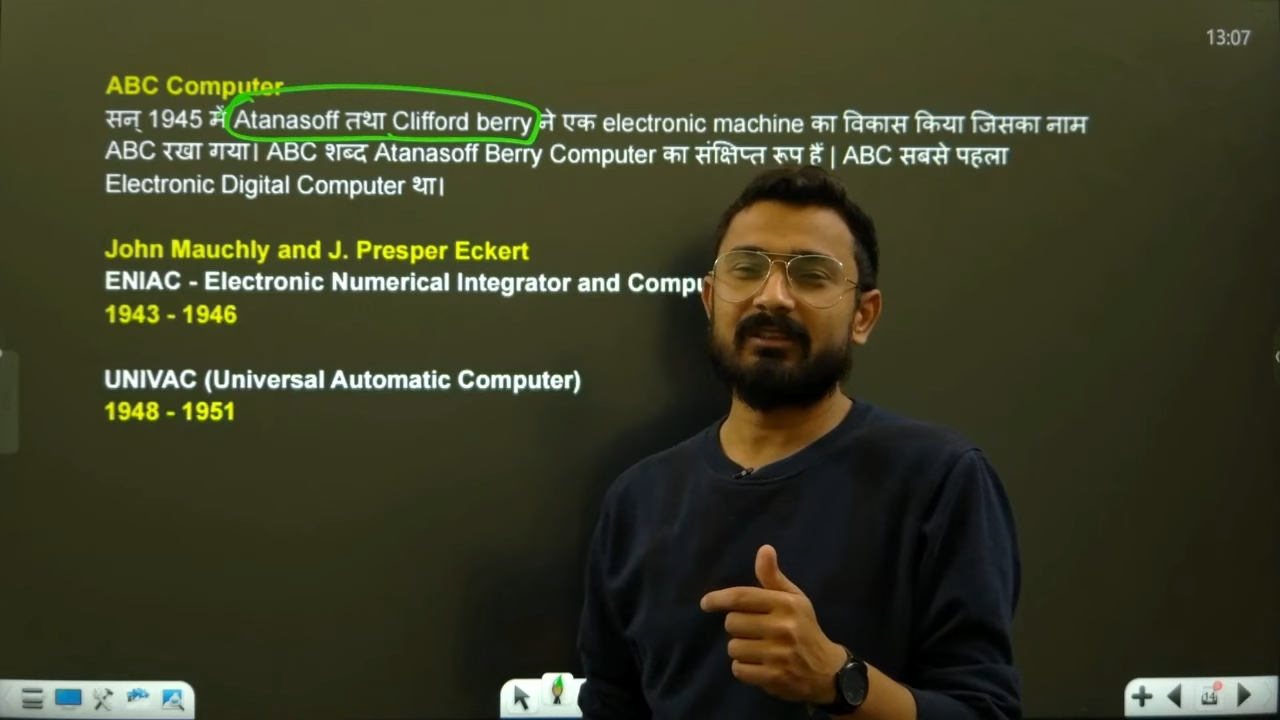 13:07
ABC Computer
सन् 1945 में Atanasoff तथा Clifford berry ने एक electronic machine का विकास किया जिसका नाम
ABC रखा गया। ABC शब्द Atanasoff Berry Computer का संक्षिप्त रूप हैं | ABC सबसे पहला
Electronic Digital Computer था।
John Mauchly and J. Presper Eckert
ENIAC - Electronic Numerical Integrator and
1943 - 1946
UNIVAC (Universal Automatic Computer)
1948 - 1951
14